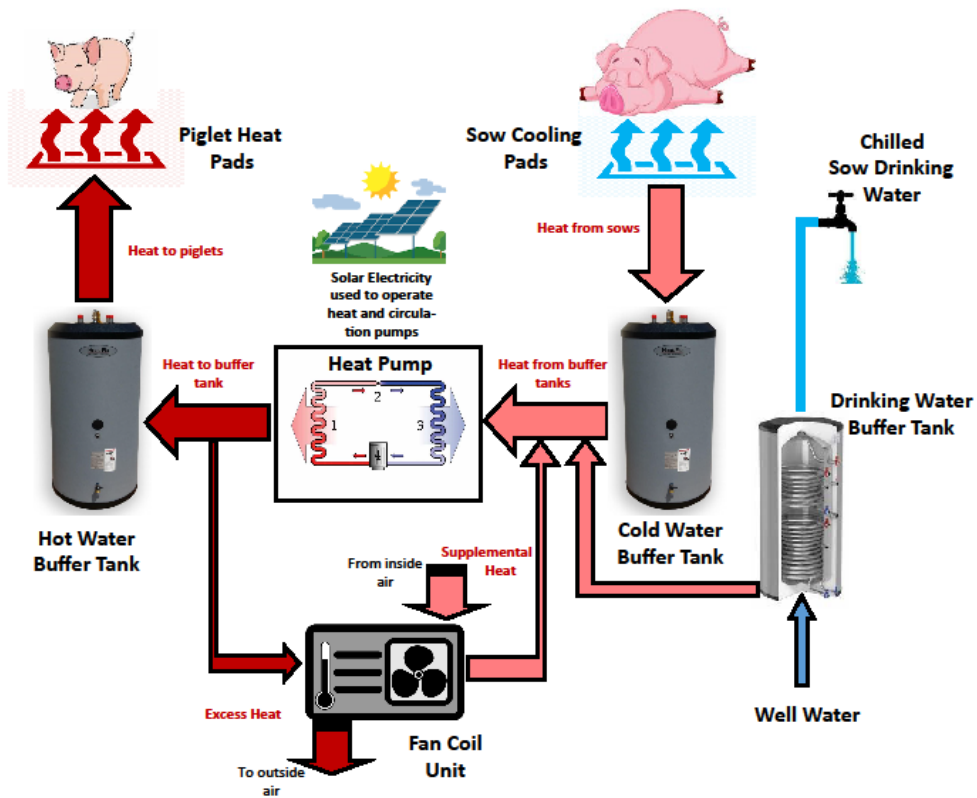 Piglet Heat
Pads
Sow Cooling
Pads
Chilled
Sow Drinking
Water
Heat to piglets
Heat from sows
Solar Electricity
used to operate
heat and circula-
tion pumps
Heat to buffer
tank
Heat Pump
1
2
3
4
Heat from buffer
tanks
Drinking Water
Buffer Tank
Hot Water
Buffer Tank
Cold Water
Buffer Tank
From inside
air
Supplemental
Heat
Excess Heat
Fan Coil
Unit
Well Water
To outside
air